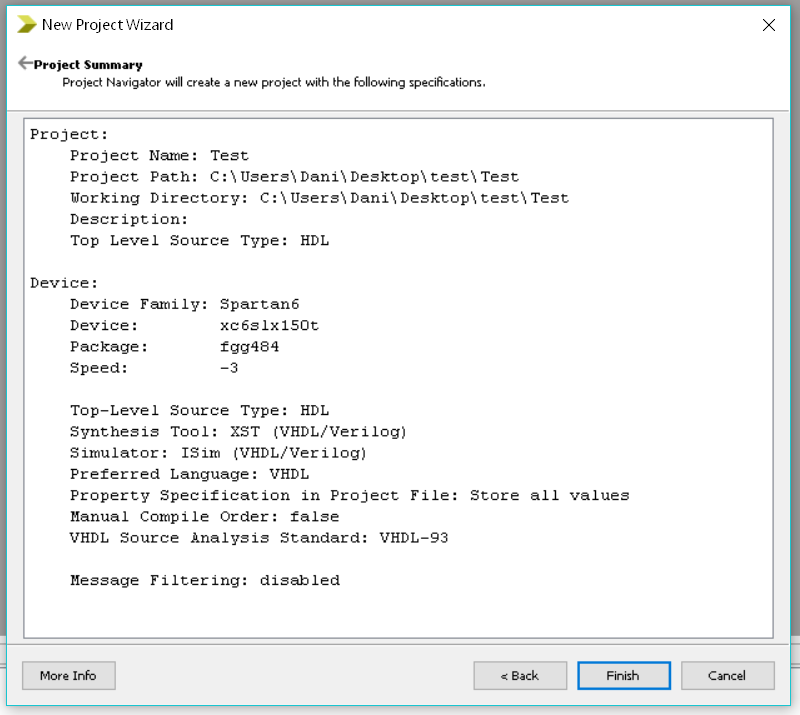 New Project Wizard
Project Summary
Project Navigator will create a new project with the following specifications.
Project:
Project Name: Test
Project Path: C:\Users\Dani\Desktop\test\Test
Working Directory: C:\Users\Dani\Desktop\test\Test
Description:
Top Level Source Type: HDL
Device:
Device Family: Spartan6
Device: xc6slx150t
Package: fgg484
Speed: -3
Top-Level Source Type: HDL
Synthesis Tool: XST (VHDL/Verilog)
Simulator: ISim (VHDL/Verilog)
Preferred Language: VHDL
Property Specification in Project File: Store all values
Manual Compile Order: false
VHDL Source Analysis Standard: VHDL-93
Message Filtering: disabled
More Info
< Back
Finish
Cancel